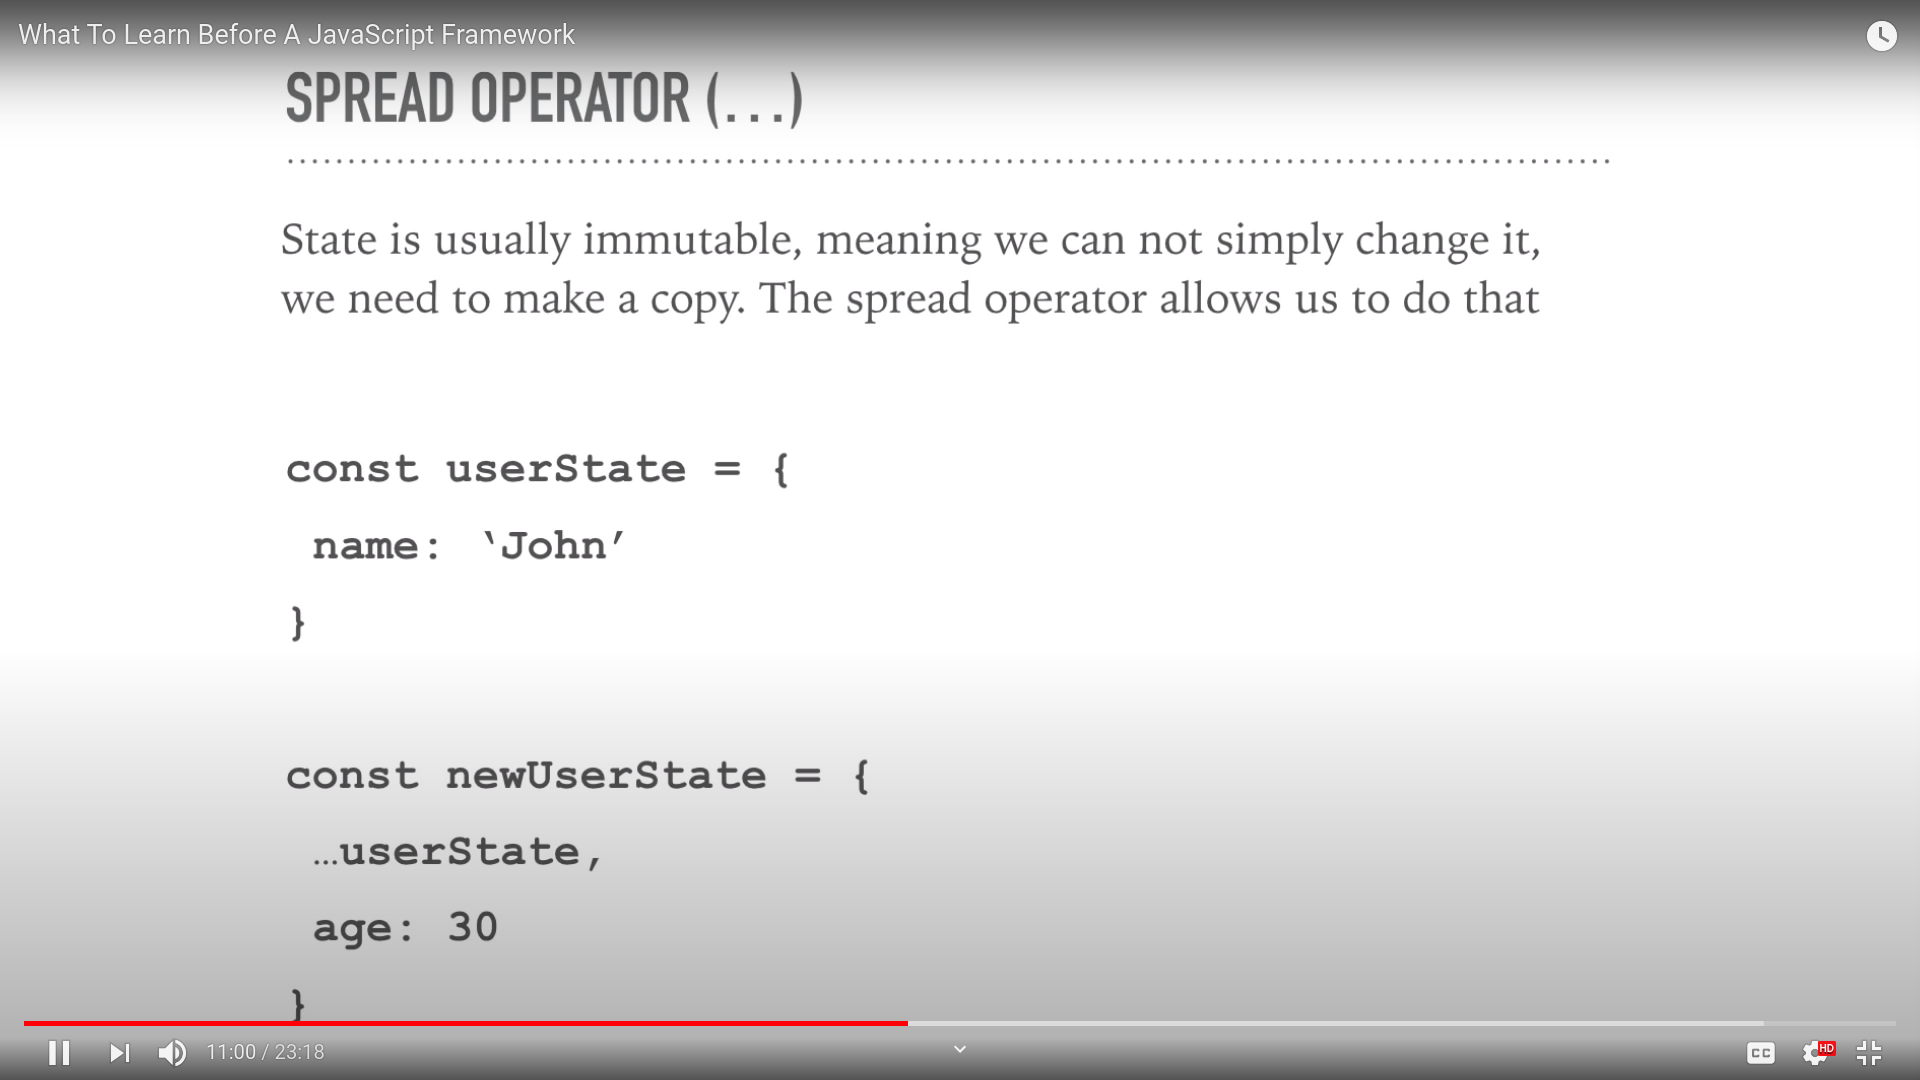 What To Learn Before A JavaScript Framework
SPREAD OPERATOR (...)
State is usually immutable, meaning we can not simply change it,
we need to make a copy. The spread operator allows us to do that
const userState = {
name: ‘John’
}
const newUserState = {
…userState,
age: 30
}
11:00 / 23:18
CC
HD